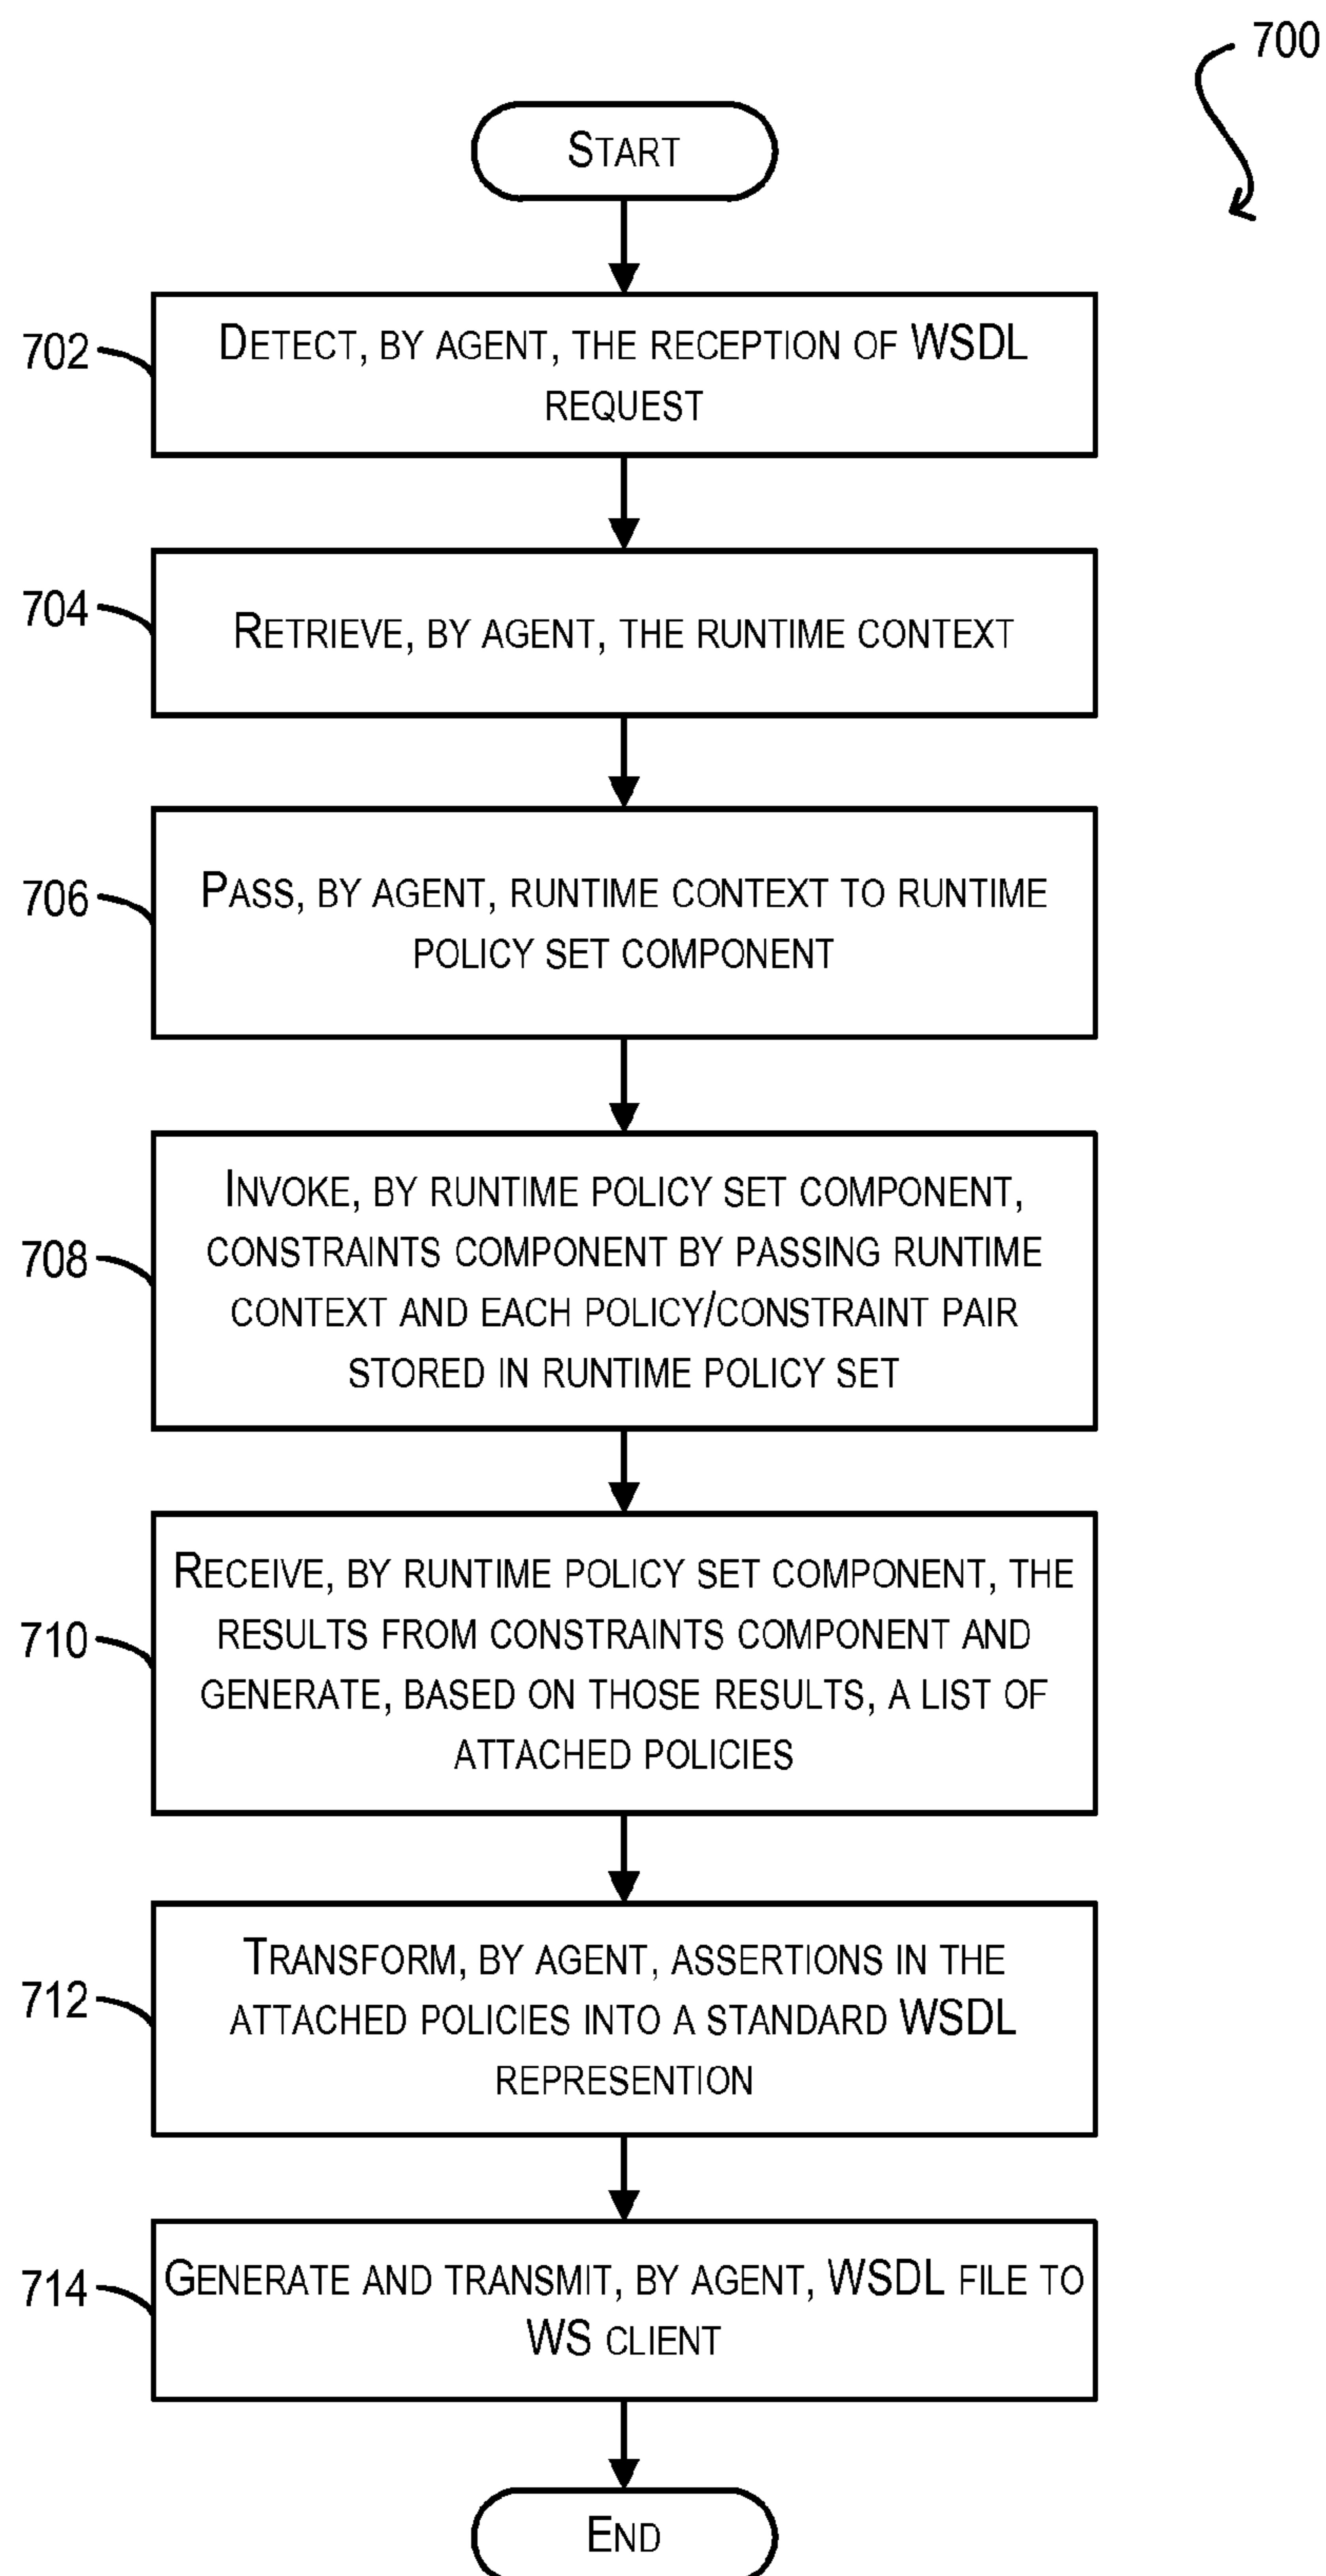 700
START
702
DETECT, BY AGENT, THE RECEPTION OF WSDL
REQUEST
704
RETRIEVE, BY AGENT, THE RUNTIME CONTEXT
706
PASS, BY AGENT, RUNTIME CONTEXT TO RUNTIME
POLICY SET COMPONENT
708
INVOKE, BY RUNTIME POLICY SET COMPONENT,
CONSTRAINTS COMPONENT BY PASSING RUNTIME
CONTEXT AND EACH POLICY/CONSTRAINT PAIR
STORED IN RUNTIME POLICY SET
710
RECEIVE, BY RUNTIME POLICY SET COMPONENT, THE
RESULTS FROM CONSTRAINTS COMPONENT AND
GENERATE, BASED ON THOSE RESULTS, A LIST OF
ATTACHED POLICIES
712
TRANSFORM, BY AGENT, ASSERTIONS IN THE
ATTACHED POLICIES INTO A STANDARD WSDL
REPRESENTION
714
GENERATE AND TRANSMIT, BY AGENT, WSDL FILE TO
WS CLIENT
END